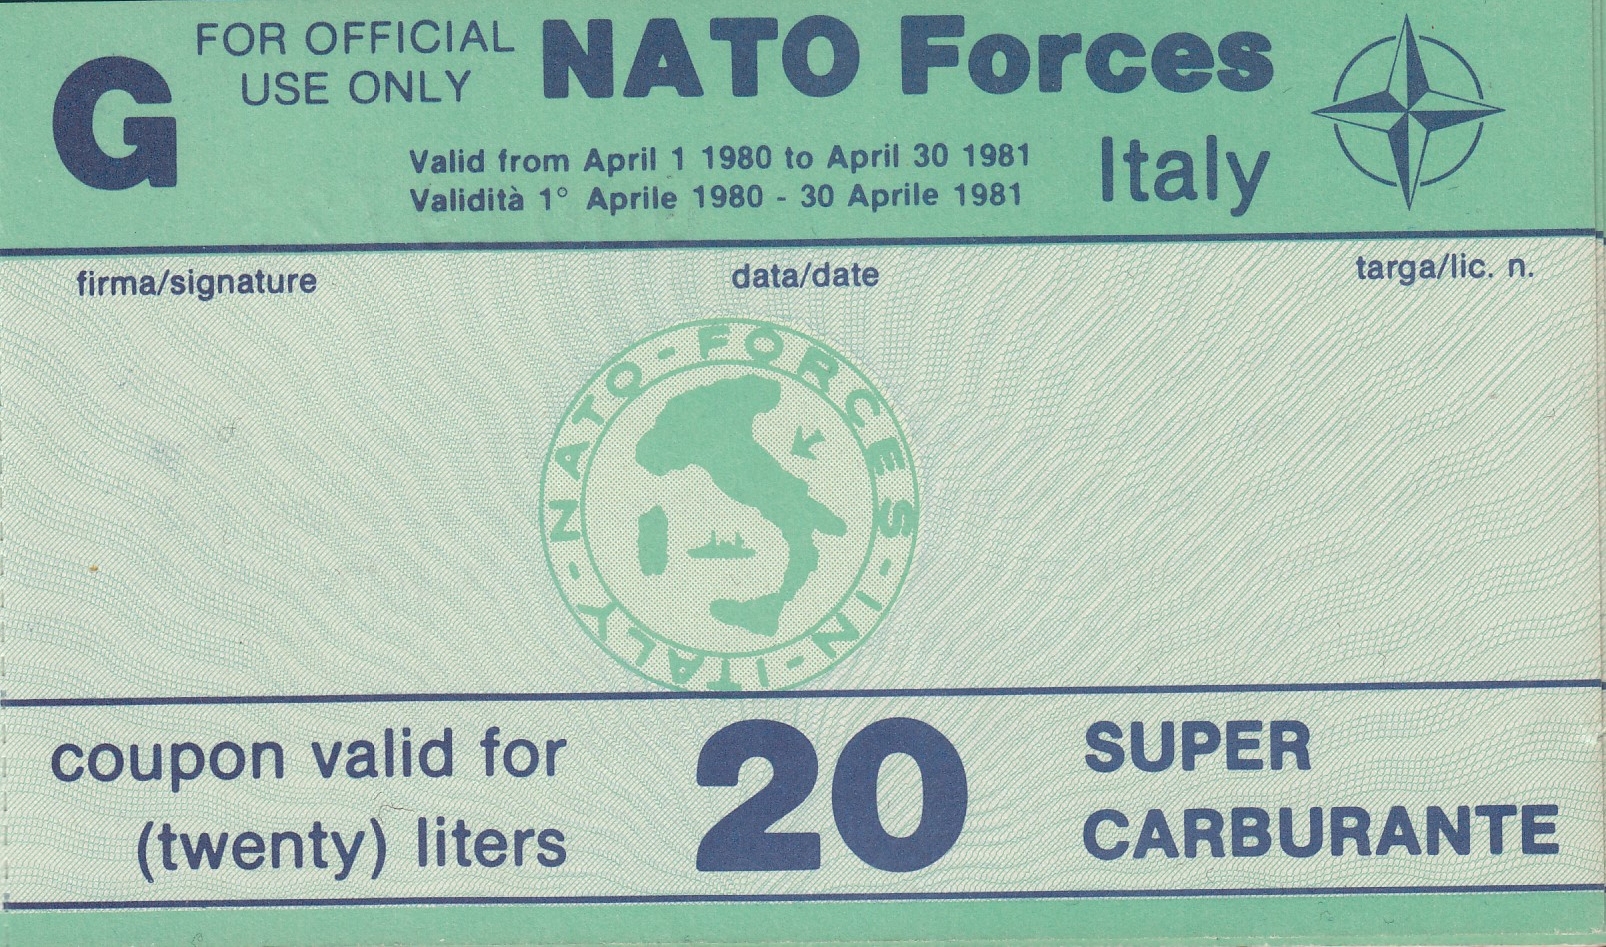 G
FOR OFFICIAL
USE ONLY
NATO Forces
Italy
Valid from April 1 1980 to April 30 1981
Validità 1° Aprile 1980 - 30 Aprile 1981
firma/signature
data/date
targa/lic. n.
NATO - FORCES - IN - ITALY -
coupon valid for
(twenty) liters
20
SUPER
CARBURANTE